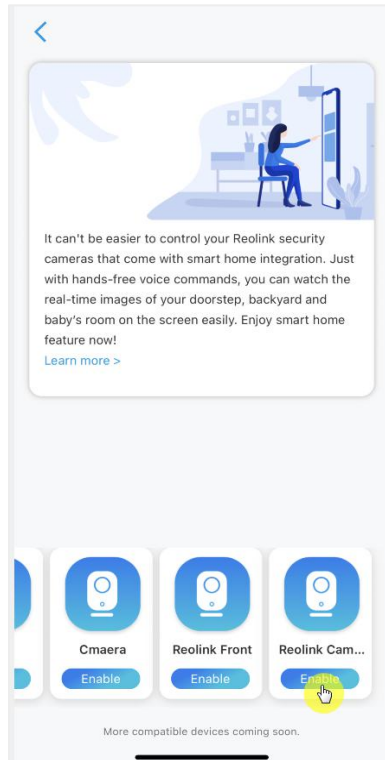 It can't be easier to control your Reolink security
cameras that come with smart home integration. Just
with hands-free voice commands, you can watch the
real-time images of your doorstep, backyard and
baby's room on the screen easily. Enjoy smart home
feature now!
Learn more >
Cmaera Reolink Front Reolink Cam...
Enable Enable Enable
More compatible devices coming soon.